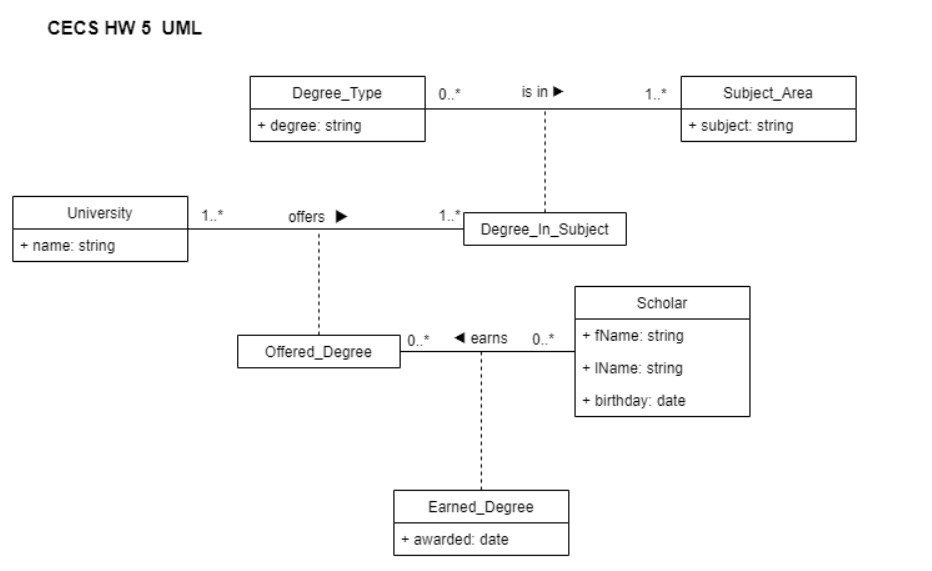 CECS HW 5 UML
Degree_Type
+ degree: string
0..*
is in ▶
1..*
Subject_Area
+ subject: string
University
+ name: string
1..*
offers ▶
1..*
Degree_In_Subject
Offered_Degree
0..*
◀ earns
0..*
Scholar
+ fName: string
+ lName: string
+ birthday: date
Earned_Degree
+ awarded: date